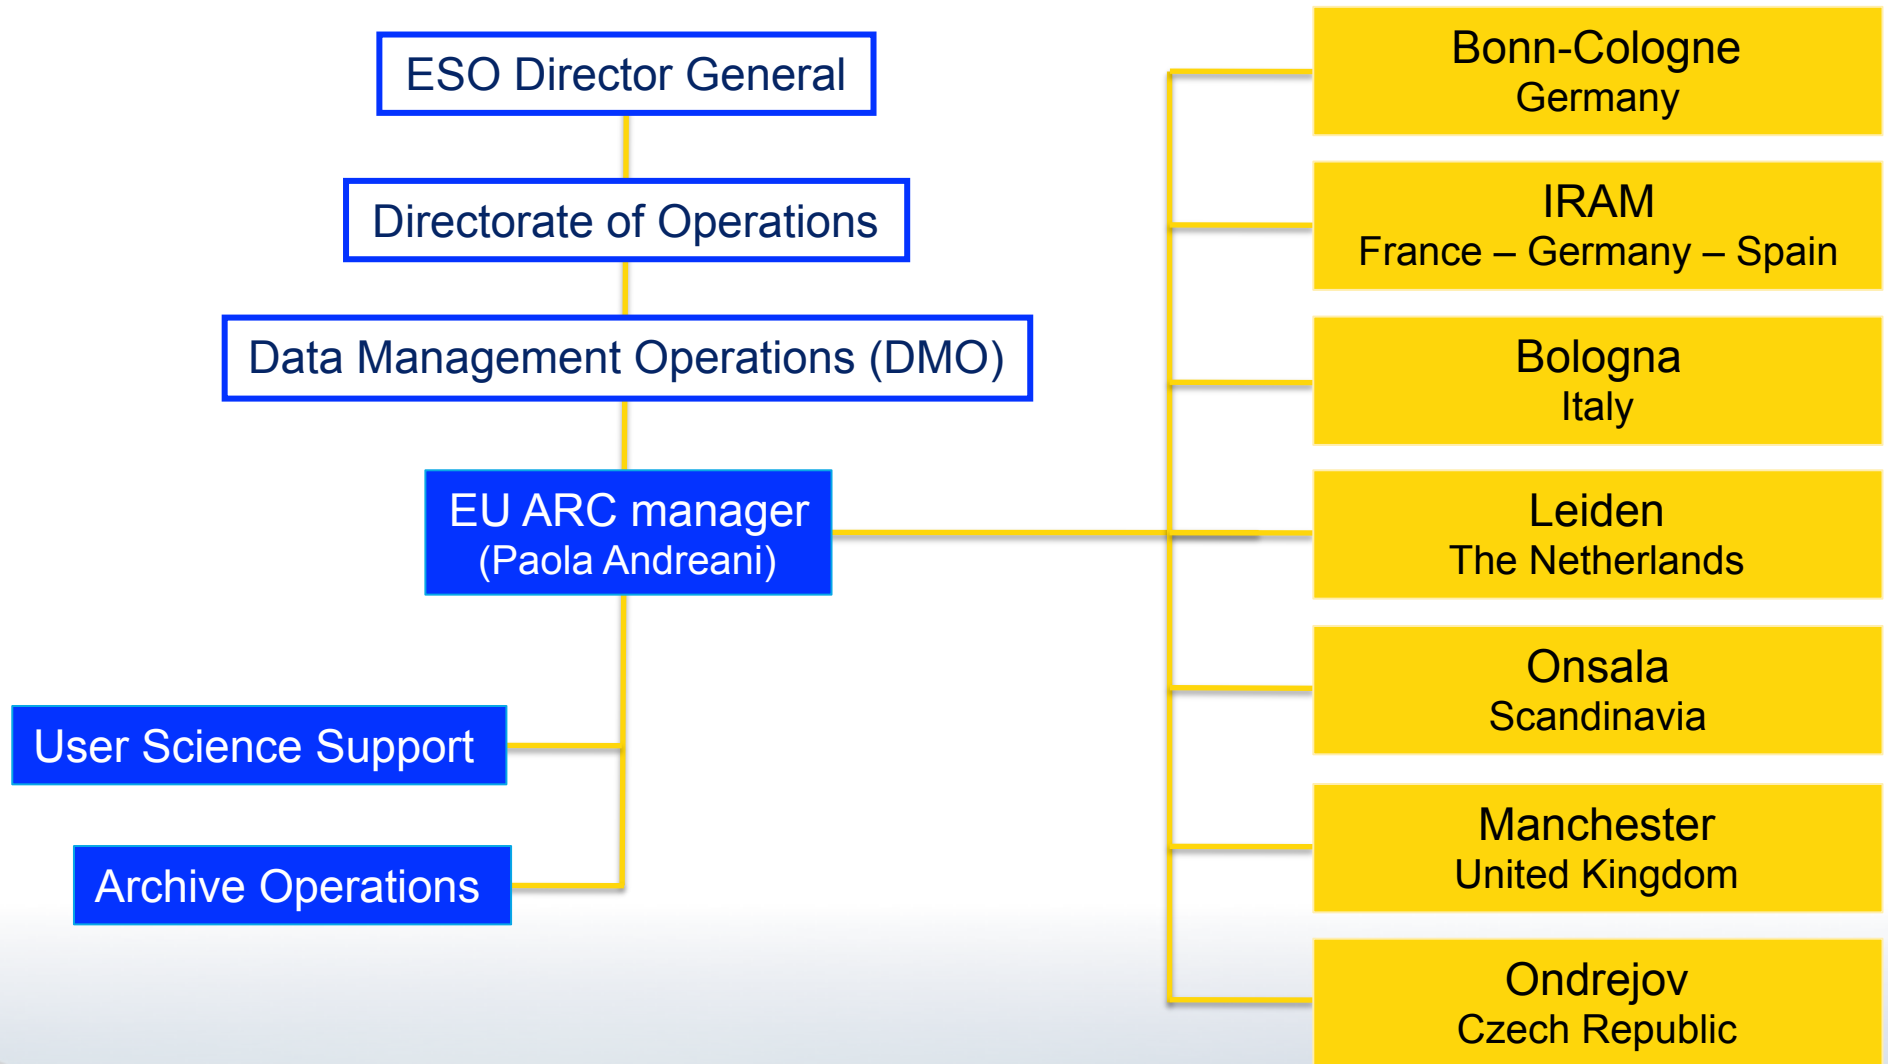 ESO Director General
Directorate of Operations
Data Management Operations (DMO)
EU ARC manager
(Paola Andreani)
User Science Support
Archive Operations
Bonn-Cologne
Germany
IRAM
France – Germany – Spain
Bologna
Italy
Leiden
The Netherlands
Onsala
Scandinavia
Manchester
United Kingdom
Ondrejov
Czech Republic